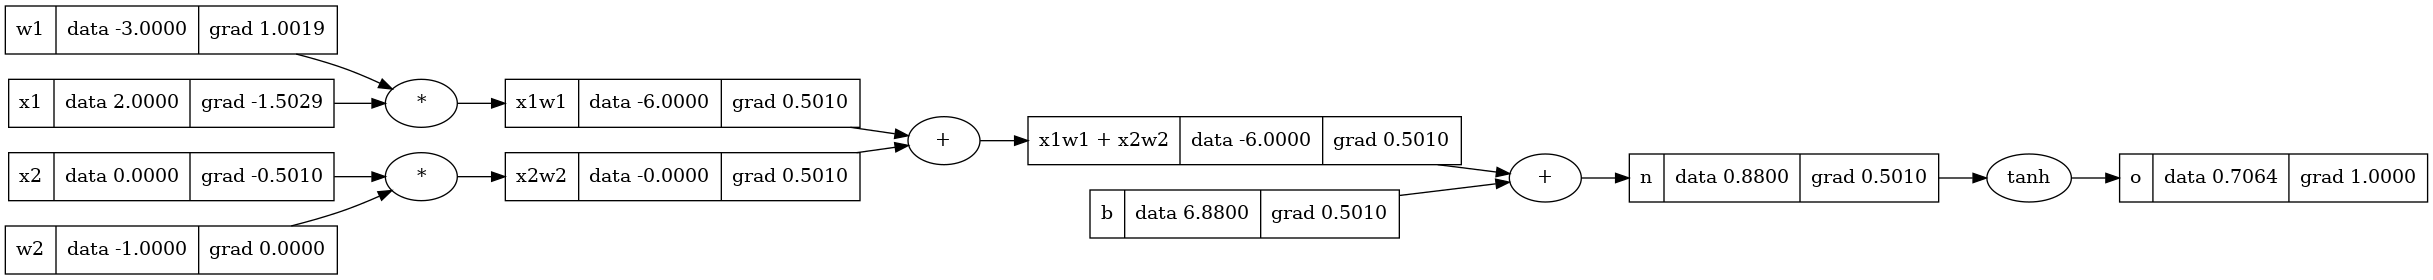 w1 data -3.0000 grad 1.0019
x1 data 2.0000 grad -1.5029
*
x1w1 data -6.0000 grad 0.5010
x2 data 0.0000 grad -0.5010
*
x2w2 data -0.0000 grad 0.5010
w2 data -1.0000 grad 0.0000
+
x1w1 + x2w2 data -6.0000 grad 0.5010
b data 6.8800 grad 0.5010
+
n data 0.8800 grad 0.5010
tanh
o data 0.7064 grad 1.0000